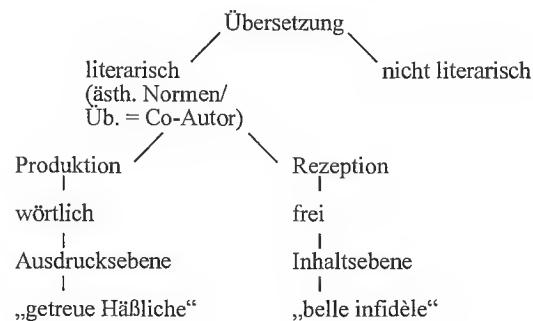 Übersetzung
literarisch
(ästh. Normen/
Üb. = Co-Autor)
nicht literarisch
Produktion
Rezeption
wörtlich
frei
Ausdrucksebene
Inhaltsebene
„getreue Häßliche“
„belle infidèle“